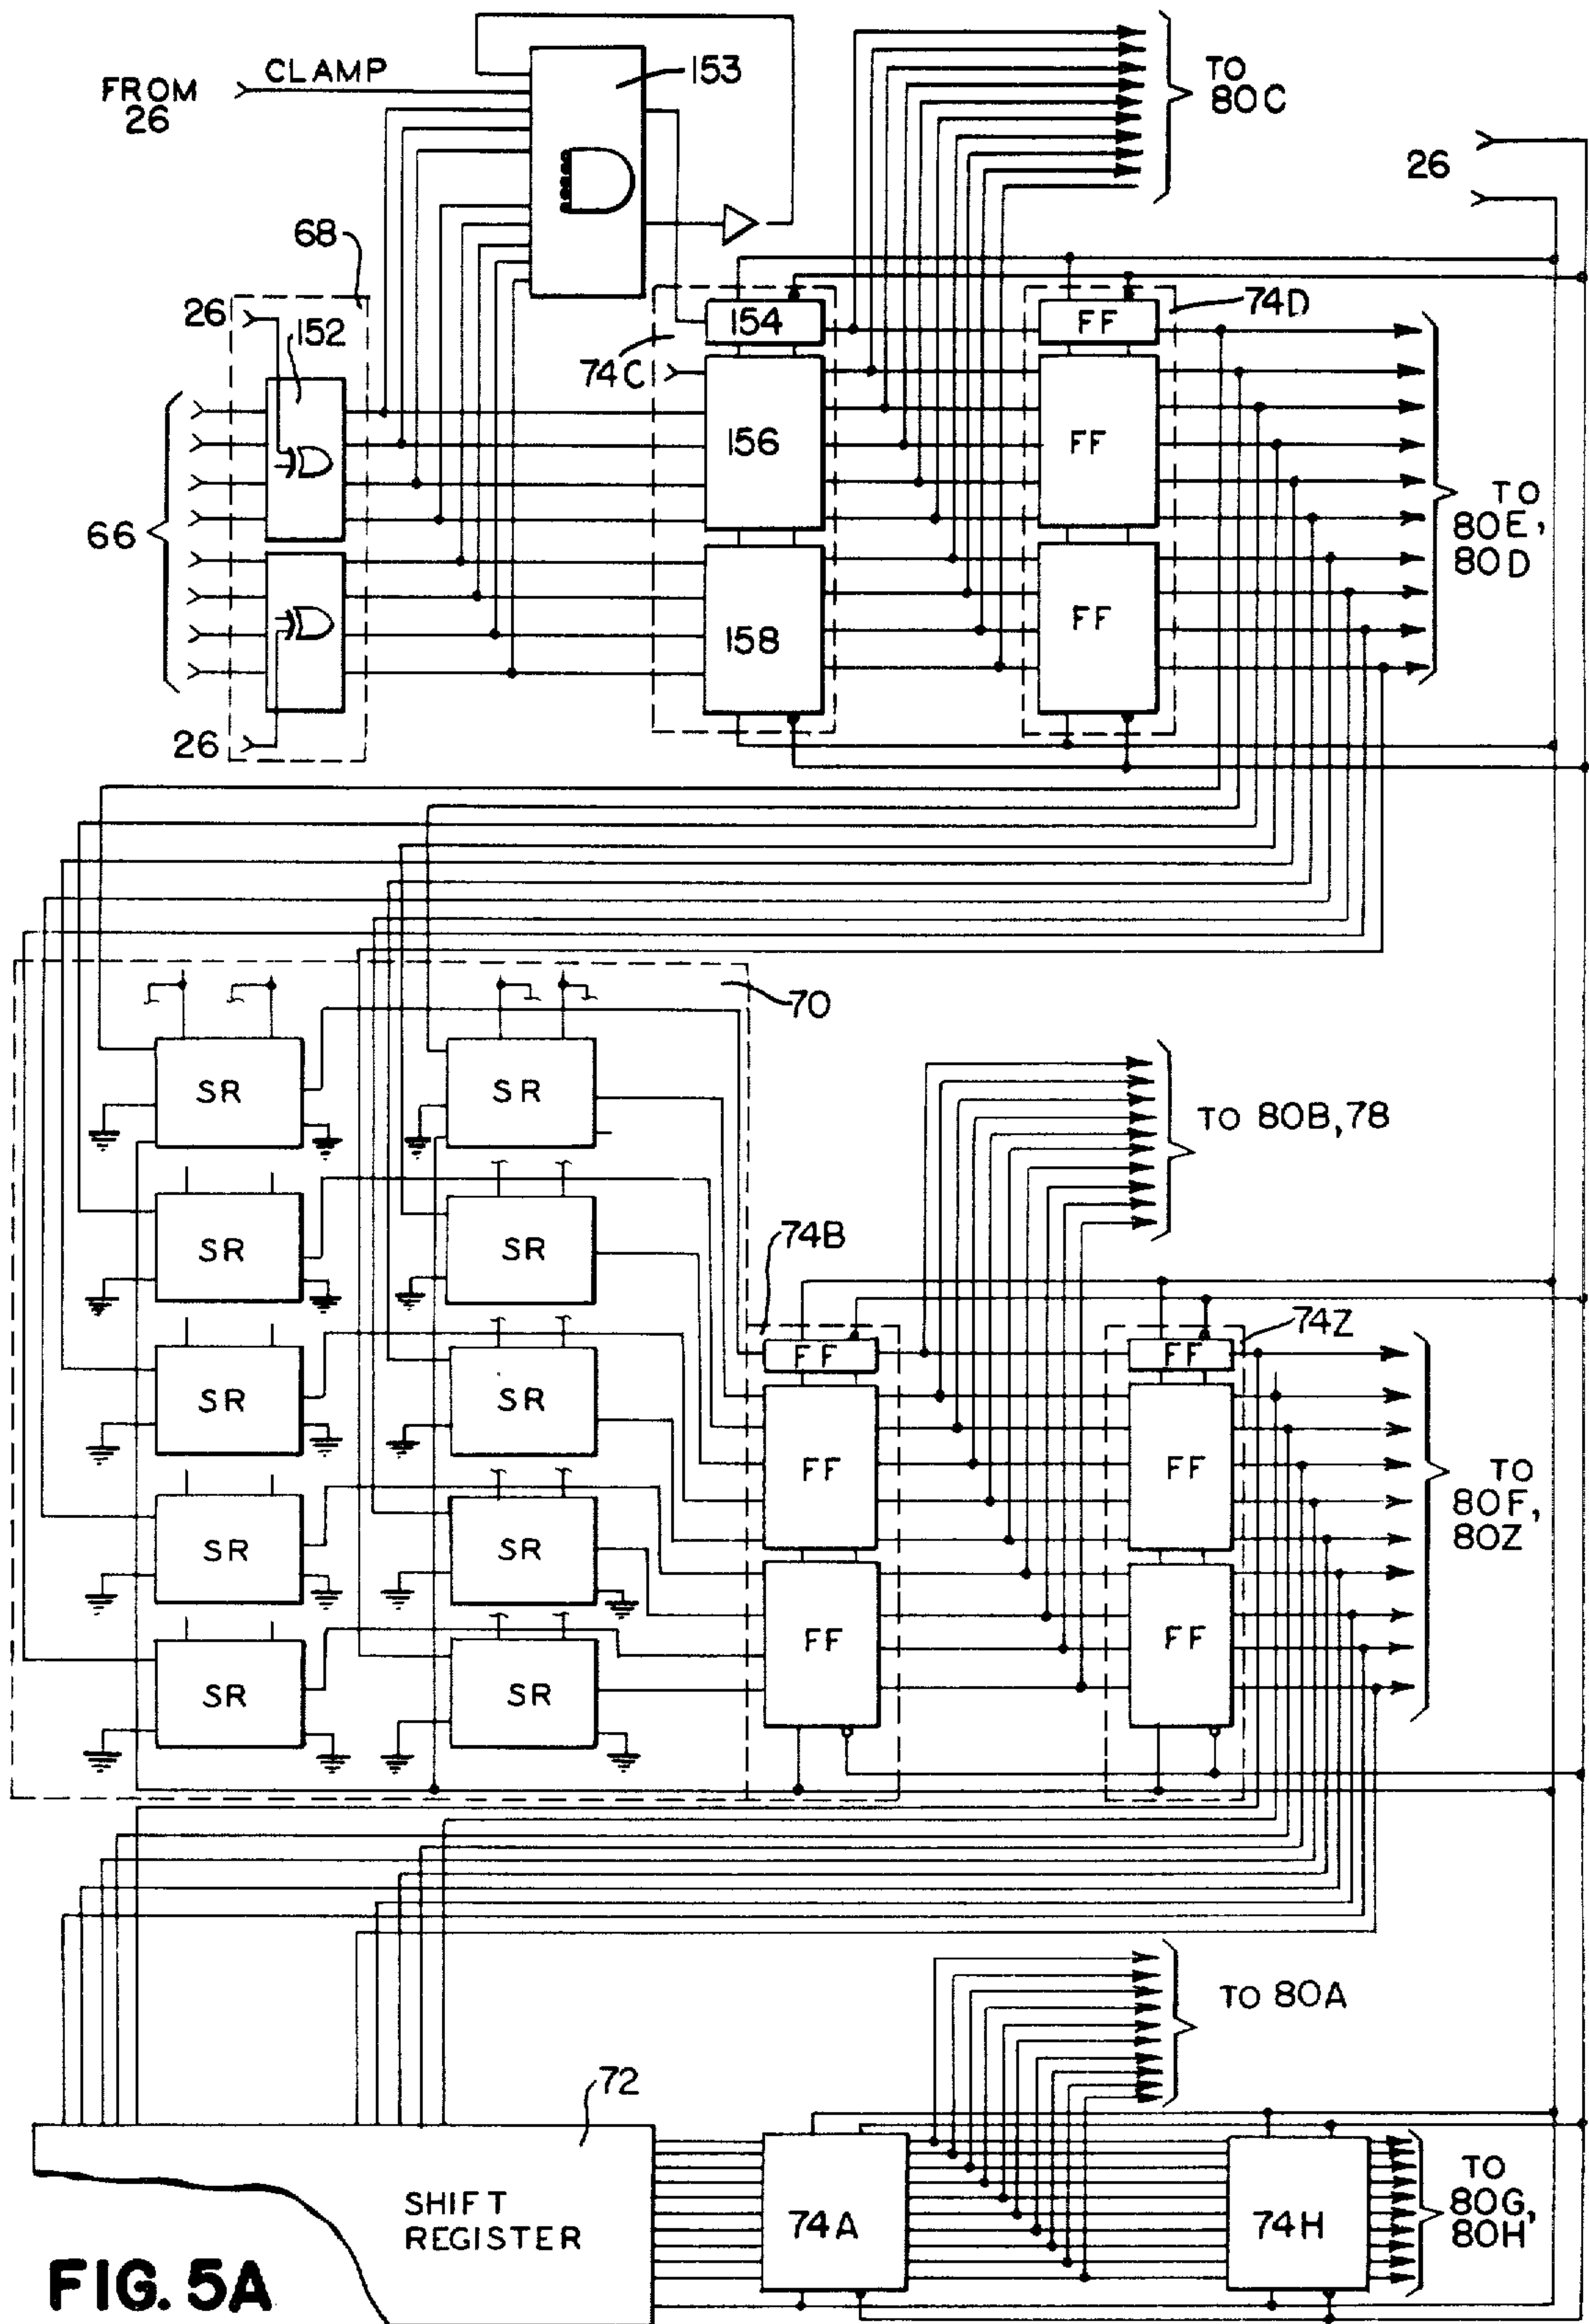 CLAMP
FROM
26
153
TO
80C
26
68
26
152
154
FF
74D
74C
156
FF
66
TO
80E,
80D
158
FF
26
70
SR
SR
TO 80B,78
SR
SR
74B
74Z
FF
FF
SR
SR
FF
FF
TO
80F,
80Z
SR
SR
FF
FF
SR
SR
TO 80A
72
SHIFT
REGISTER
74A
74H
TO
80G,
80H
FIG. 5A